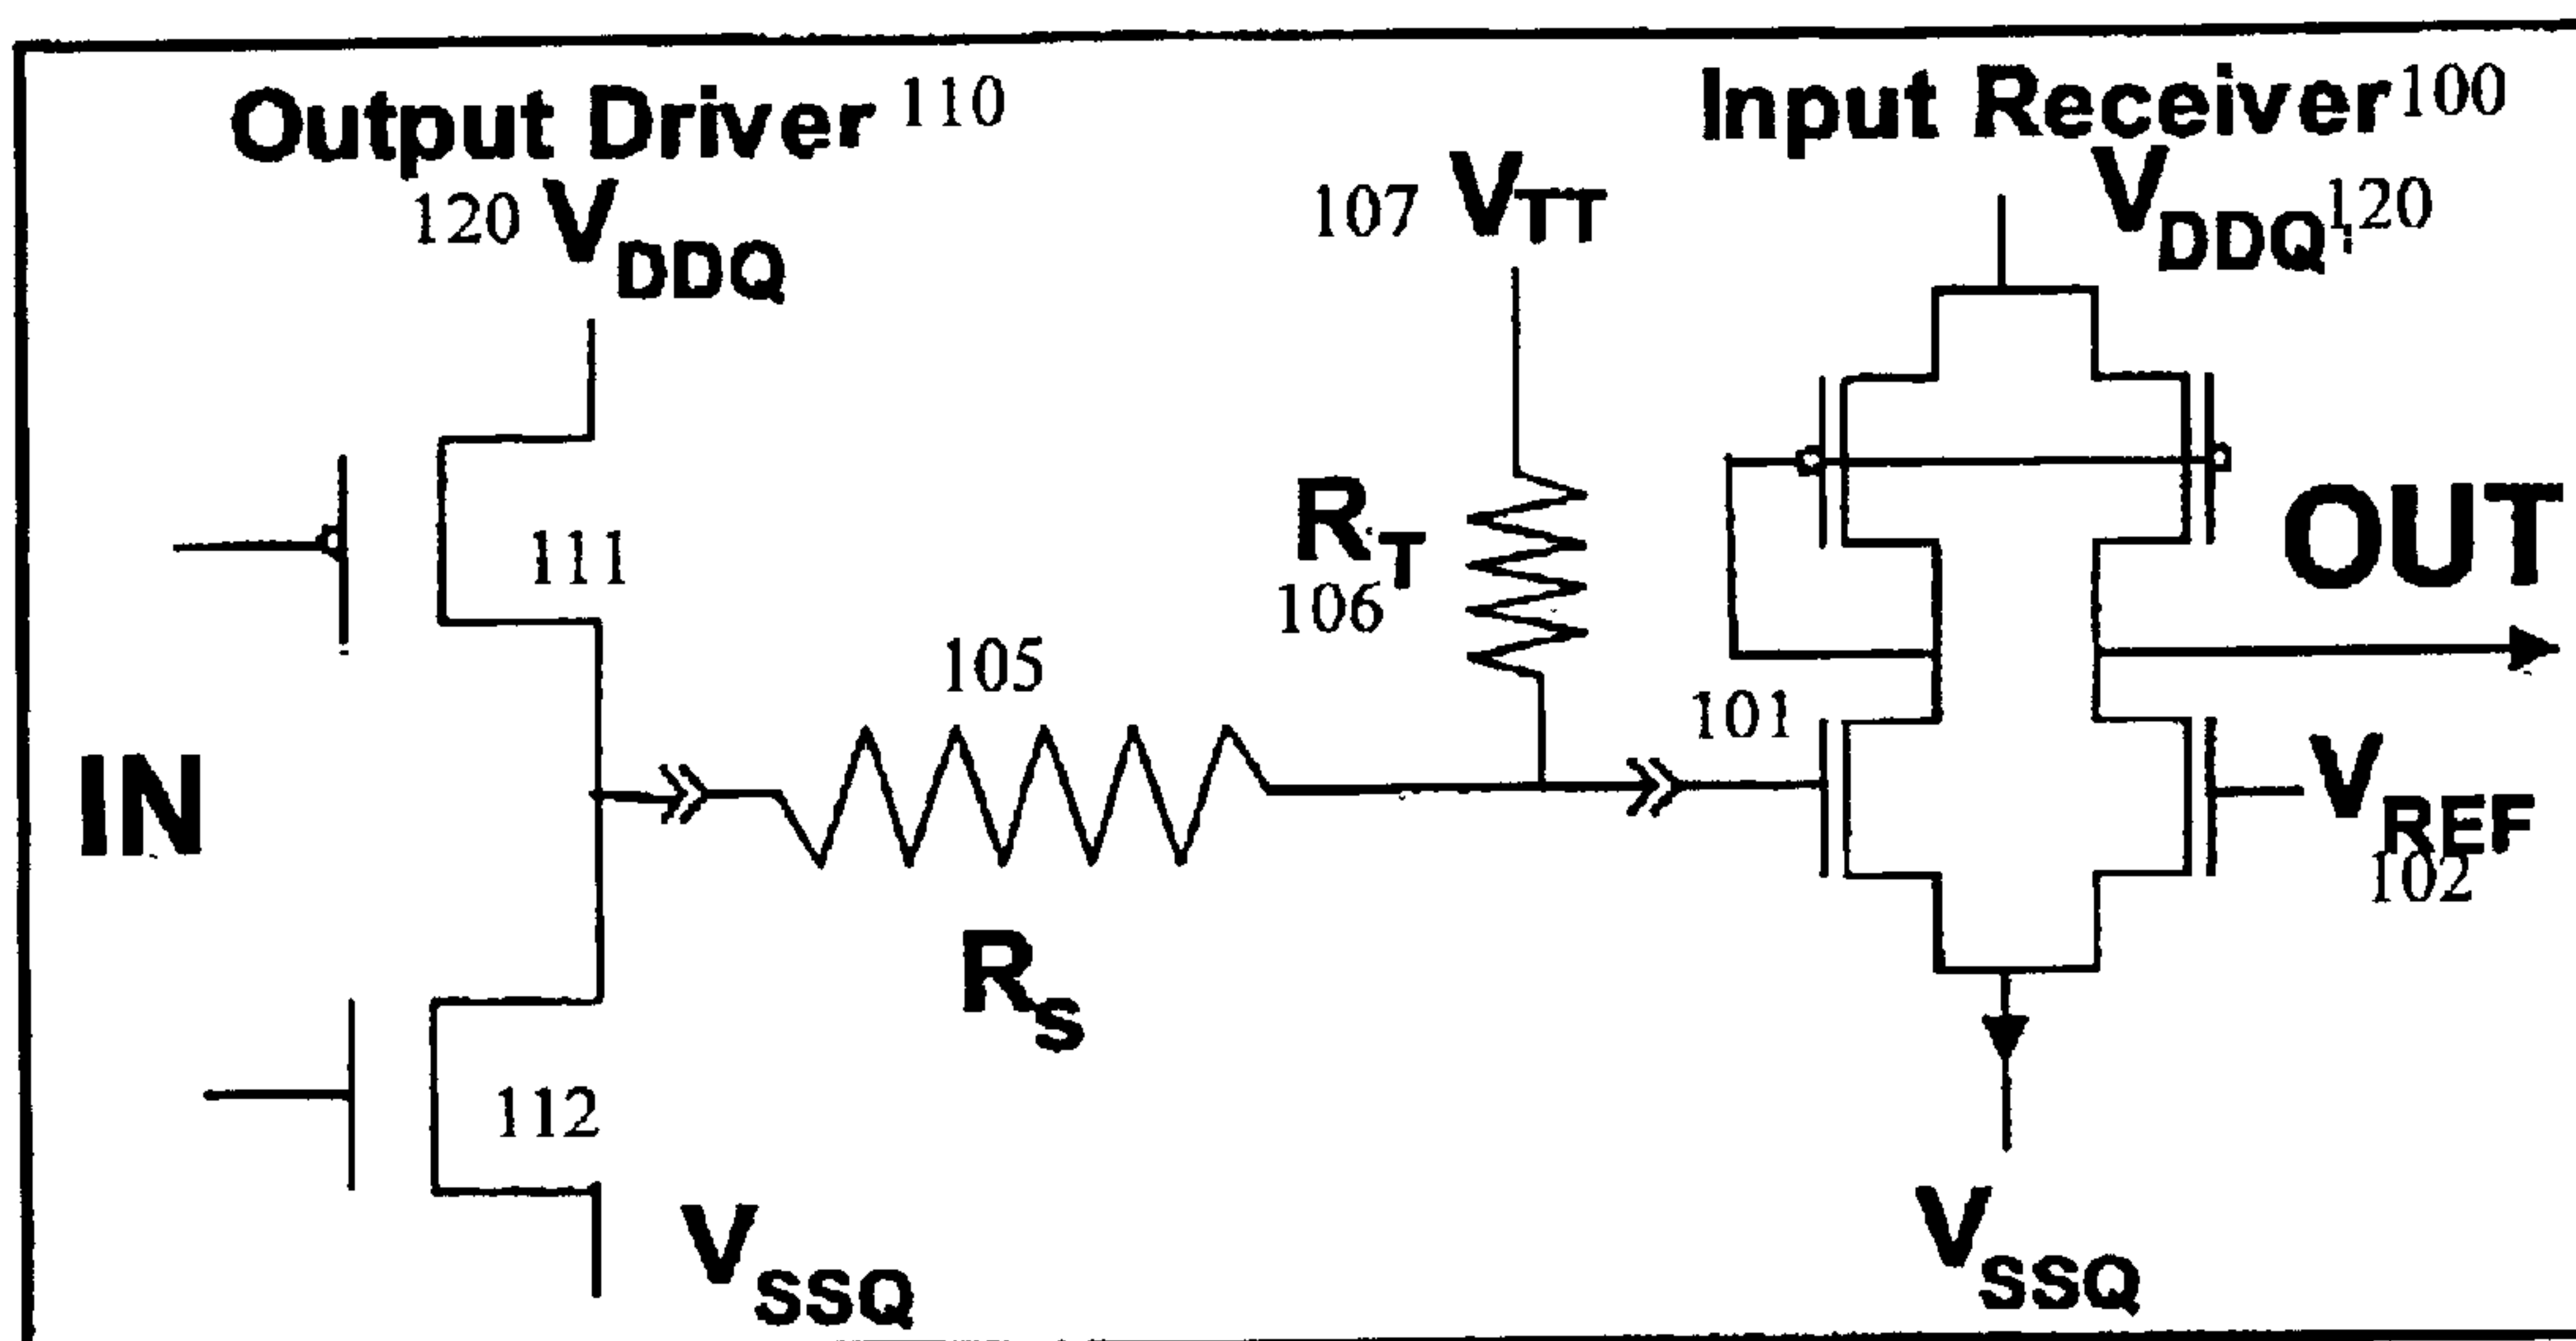 Output Driver 110
Input Receiver 100
120 VDDQ
107 VTT
VDDQ 120
RT
106
111
OUT
105
101
IN
VREF
102
RS
112
VSSQ
VSSQ